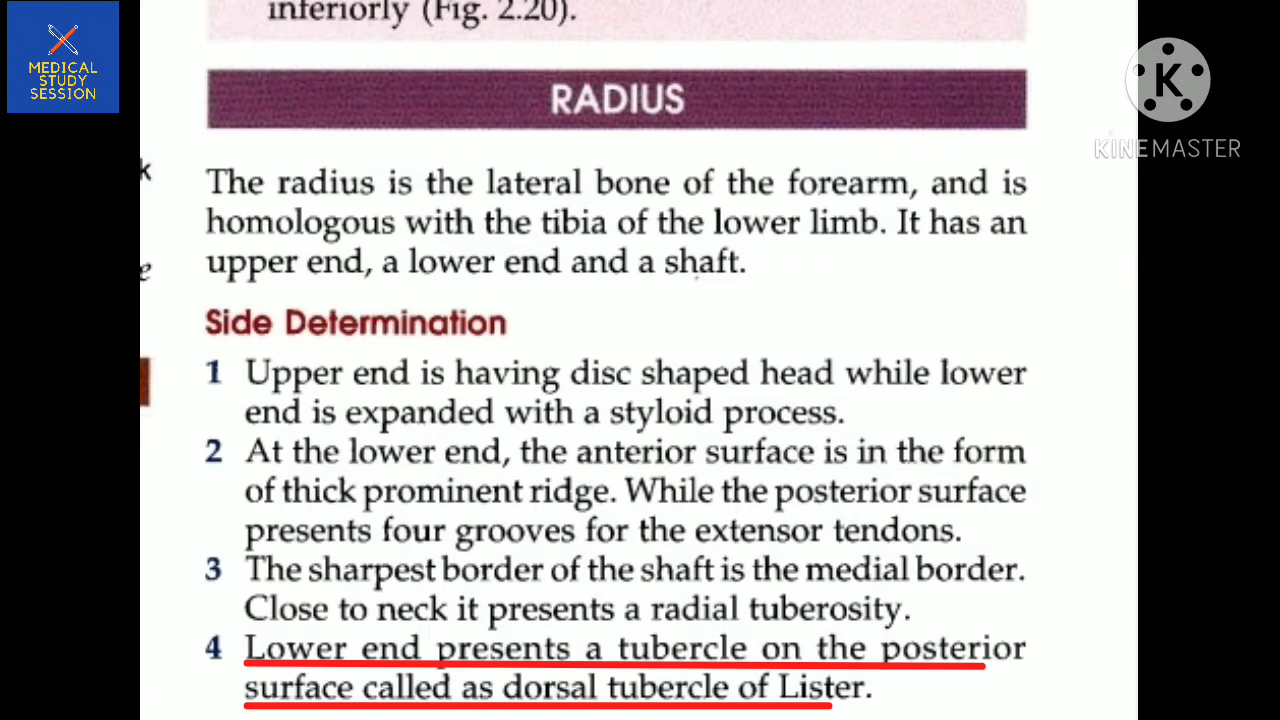 MEDICAL
STUDY
SESSION
inferiorly (Fig. 2.20).
RADIUS
K
KINEMASTER
k
The radius is the lateral bone of the forearm, and is
homologous with the tibia of the lower limb. It has an
e
upper end, a lower end and a shaft.
Side Determination
1 Upper end is having disc shaped head while lower
end is expanded with a styloid process.
2 At the lower end, the anterior surface is in the form
of thick prominent ridge. While the posterior surface
presents four grooves for the extensor tendons.
3 The sharpest border of the shaft is the medial border.
Close to neck it presents a radial tuberosity.
4 Lower end presents a tubercle on the posterior
surface called as dorsal tubercle of Lister.